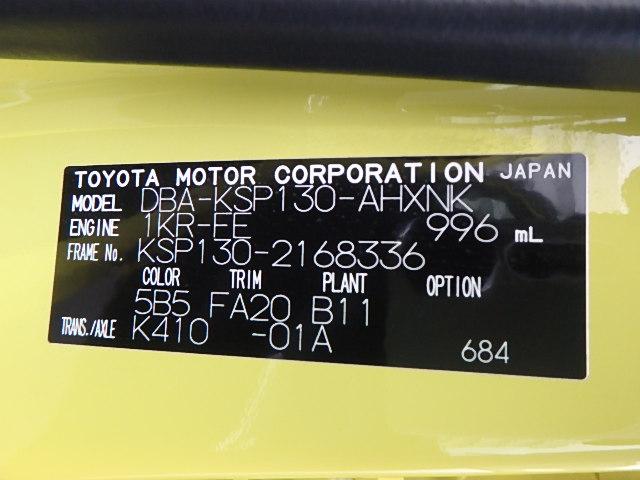 TOYOTA MOTOR CORPORATION JAPAN
MODEL DBA-KSP130-AHXNK
ENGINE 1KR-FE 996 mL
FRAME No. KSP130-2168336
COLOR TRIM PLANT OPTION
5B5 FA20 B11
TRANS./AXLE K410 -01A
684